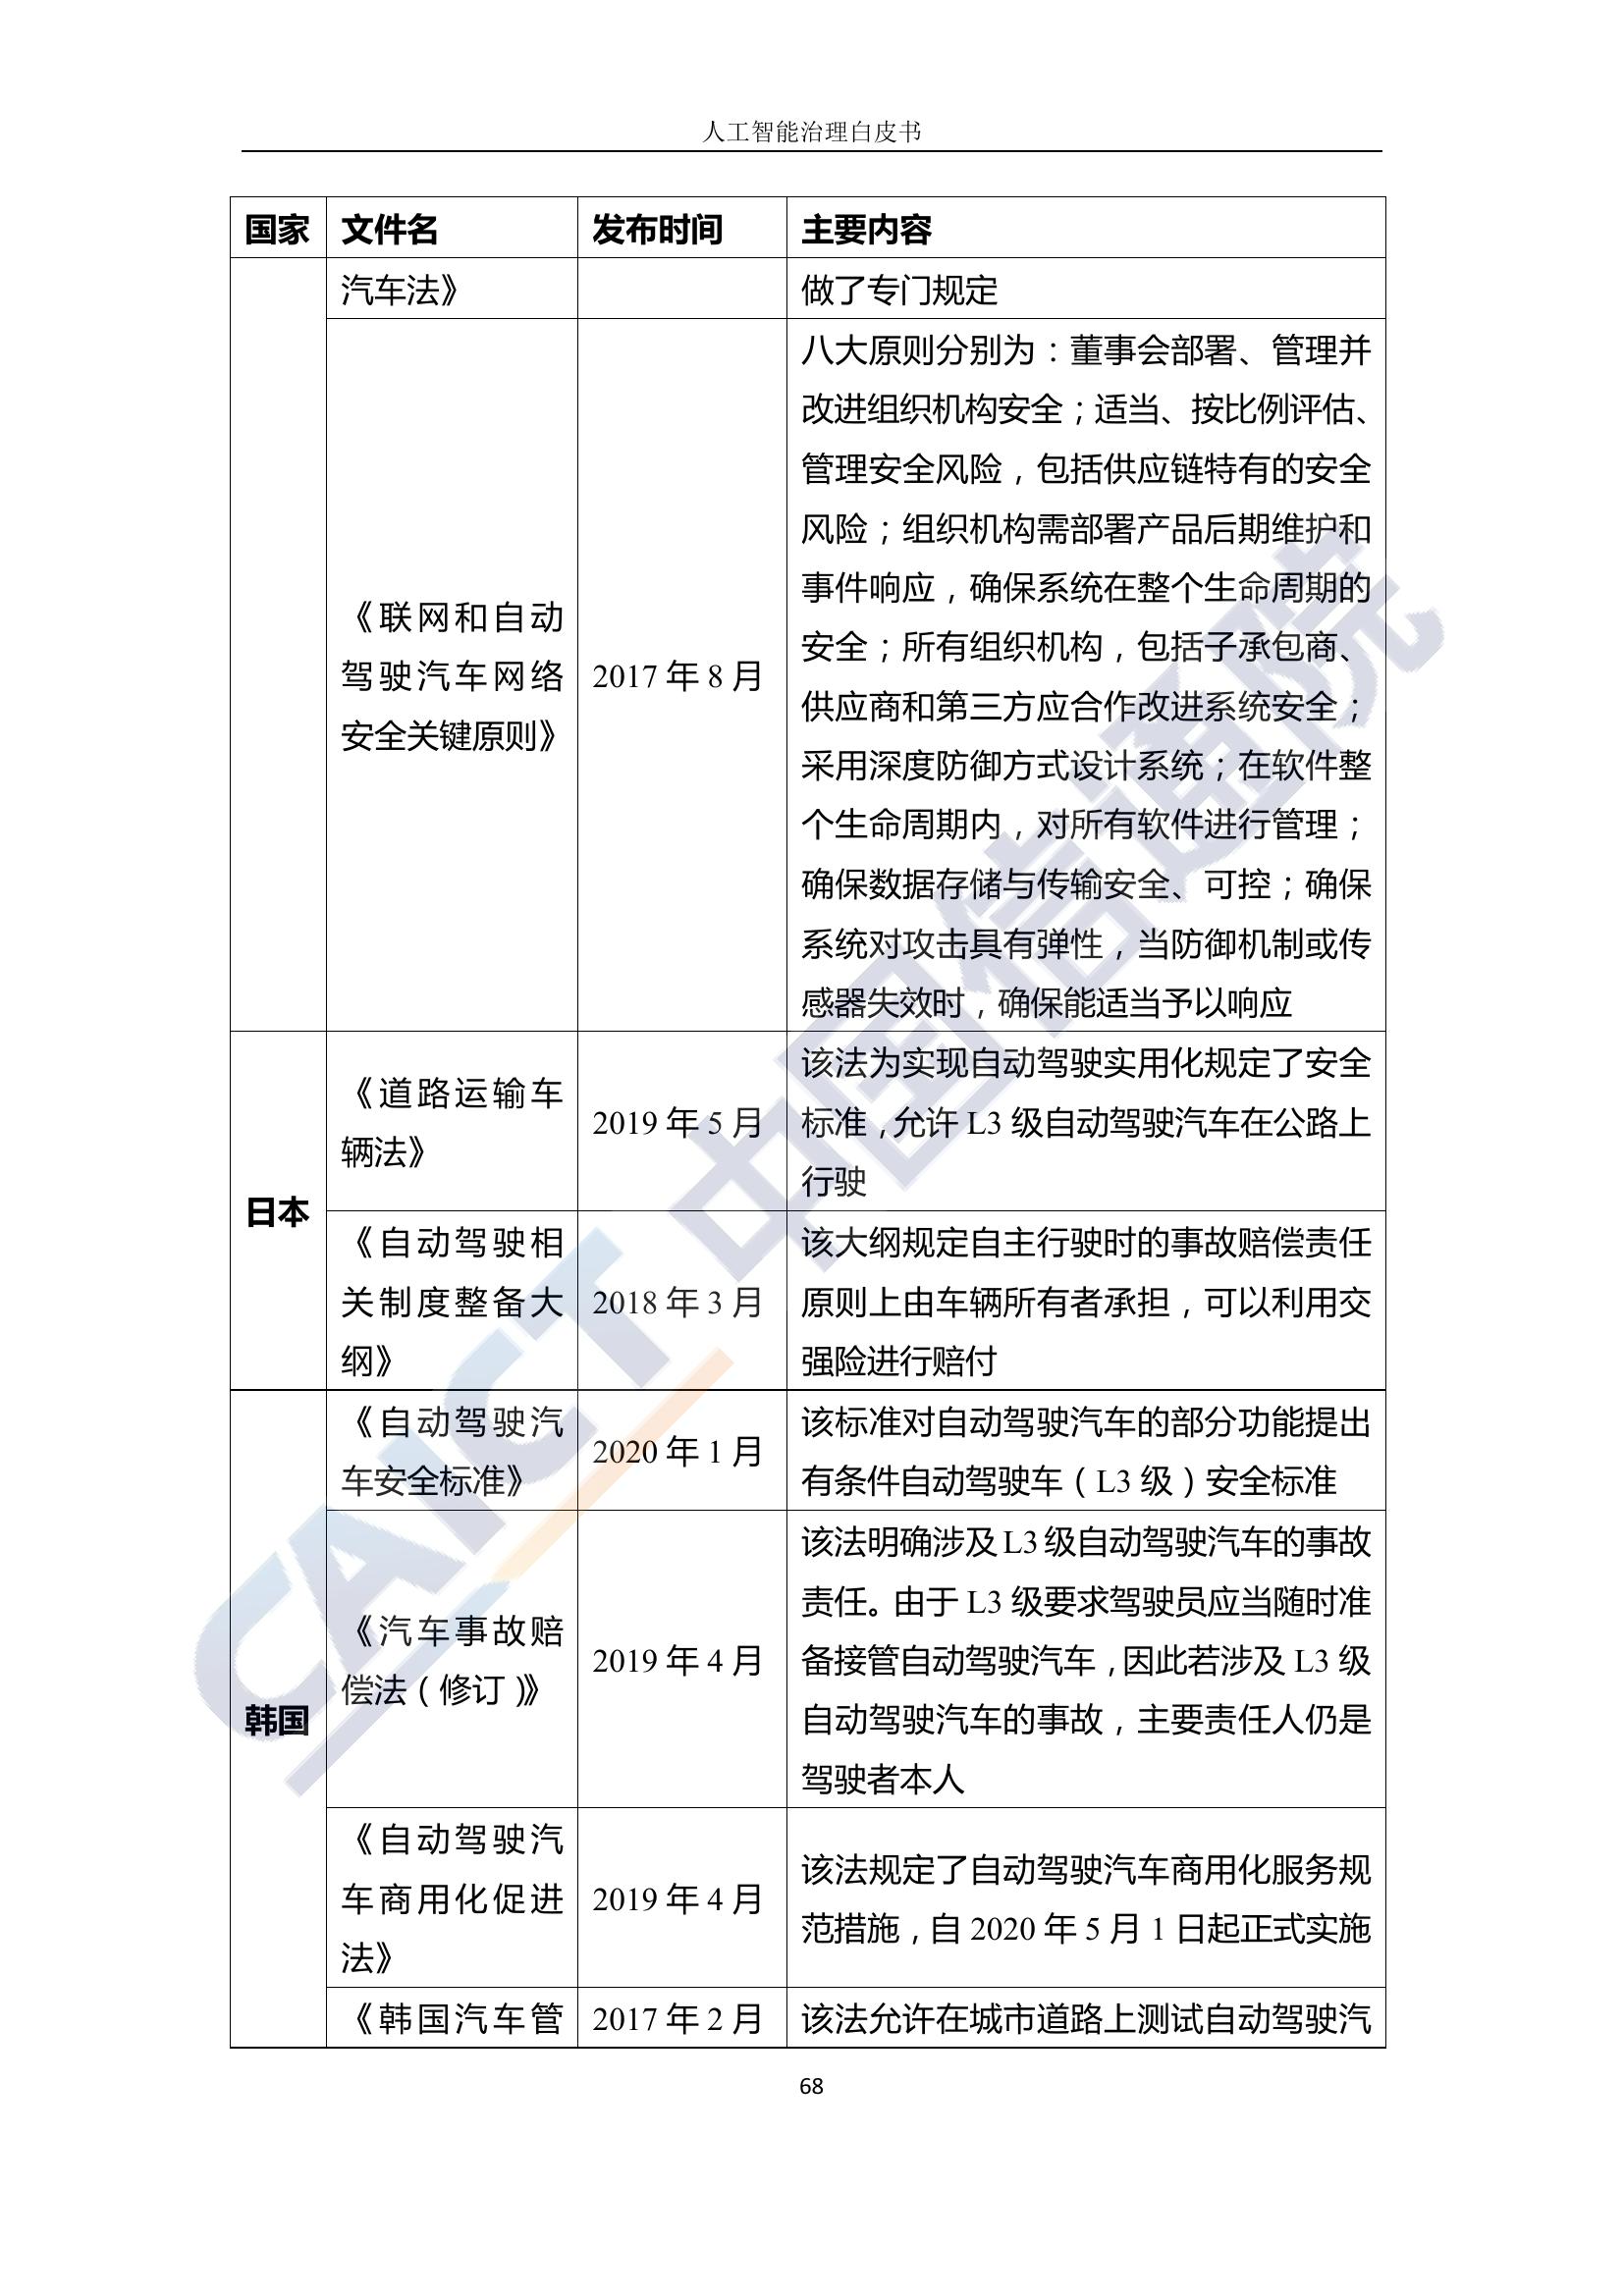 人工智能治理白皮书
国家 文件名 发布时间 主要内容
汽车法》 做了专门规定
《联网和自动
驾驶汽车网络
安全关键原则》
2017 年 8 月
八大原则分别为：董事会部署、管理并
改进组织机构安全；适当、按比例评估、
管理安全风险，包括供应链特有的安全
风险；组织机构需部署产品后期维护和
事件响应，确保系统在整个生命周期的
安全；所有组织机构，包括子承包商、
供应商和第三方应合作改进系统安全；
采用深度防御方式设计系统；在软件整
个生命周期内，对所有软件进行管理；
确保数据存储与传输安全、可控；确保
系统对攻击具有弹性，当防御机制或传
感器失效时，确保能适当予以响应
日本
《道路运输车
辆法》
2019 年 5 月
该法为实现自动驾驶实用化规定了安全
标准，允许 L3 级自动驾驶汽车在公路上
行驶
《自动驾驶相
关制度整备大
纲》
2018 年 3 月
该大纲规定自主行驶时的事故赔偿责任
原则上由车辆所有者承担，可以利用交
强险进行赔付
韩国
《自动驾驶汽
车安全标准》
2020 年 1 月
该标准对自动驾驶汽车的部分功能提出
有条件自动驾驶车（L3 级）安全标准
《汽车事故赔
偿法（修订）》
2019 年 4 月
该法明确涉及 L3 级自动驾驶汽车的事故
责任。由于 L3 级要求驾驶员应当随时准
备接管自动驾驶汽车，因此若涉及 L3 级
自动驾驶汽车的事故，主要责任人仍是
驾驶者本人
《自动驾驶汽
车商用化促进
法》
2019 年 4 月
该法规定了自动驾驶汽车商用化服务规
范措施，自 2020 年 5 月 1 日起正式实施
《韩国汽车管 2017 年 2 月 该法允许在城市道路上测试自动驾驶汽
68
CAICT 中国信通院